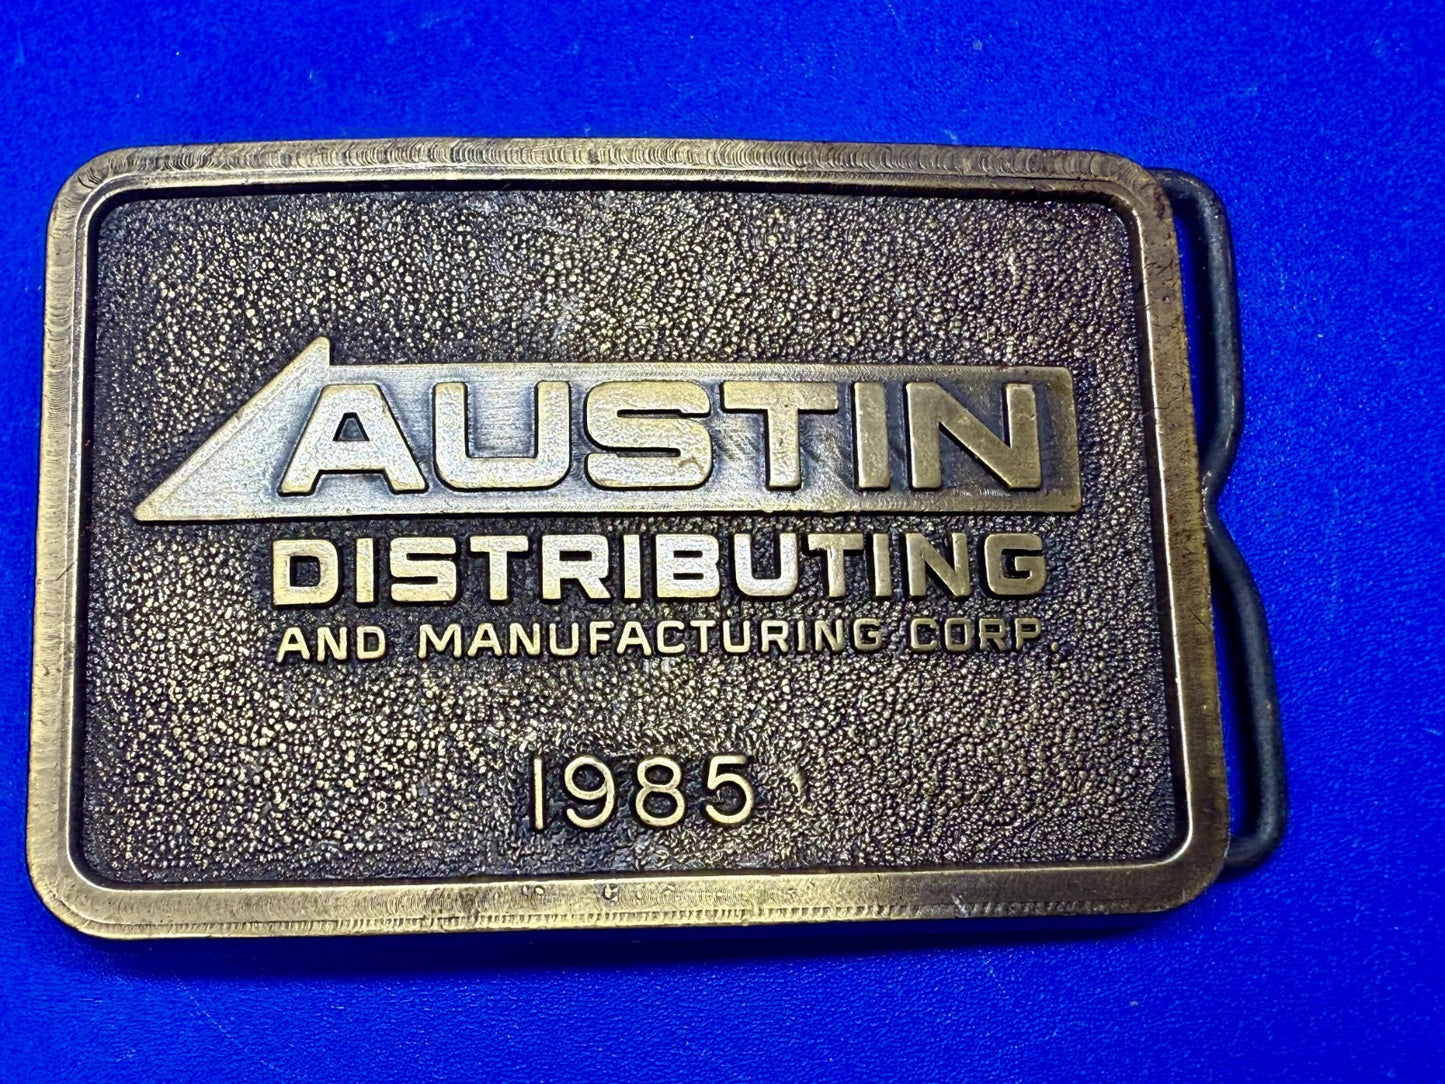 AUSTIN
DISTRIBUTING
AND MANUFACTURING CORP.
1985